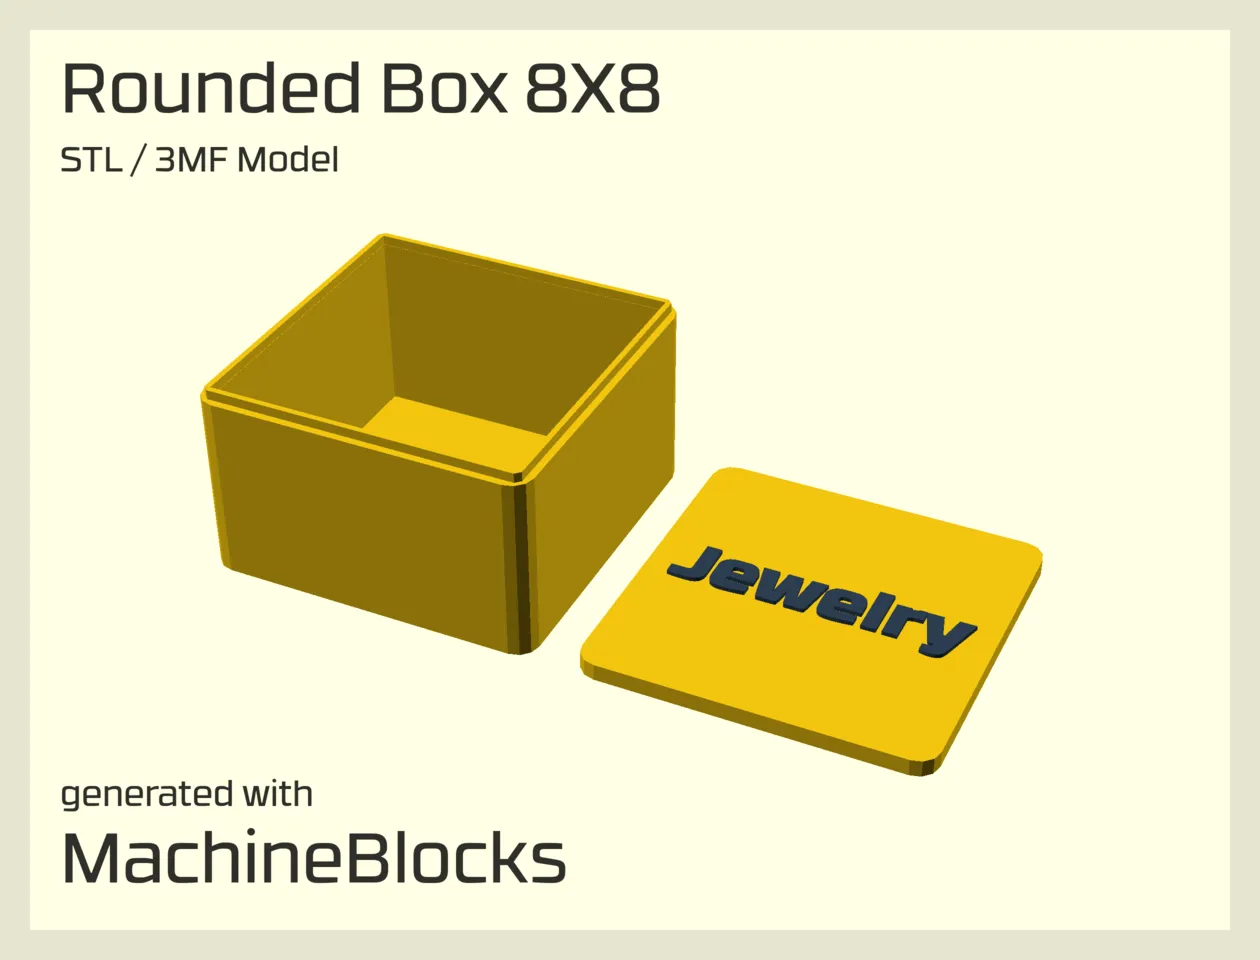 Rounded Box 8X8
STL / 3MF Model
Jewelry
generated with
MachineBlocks